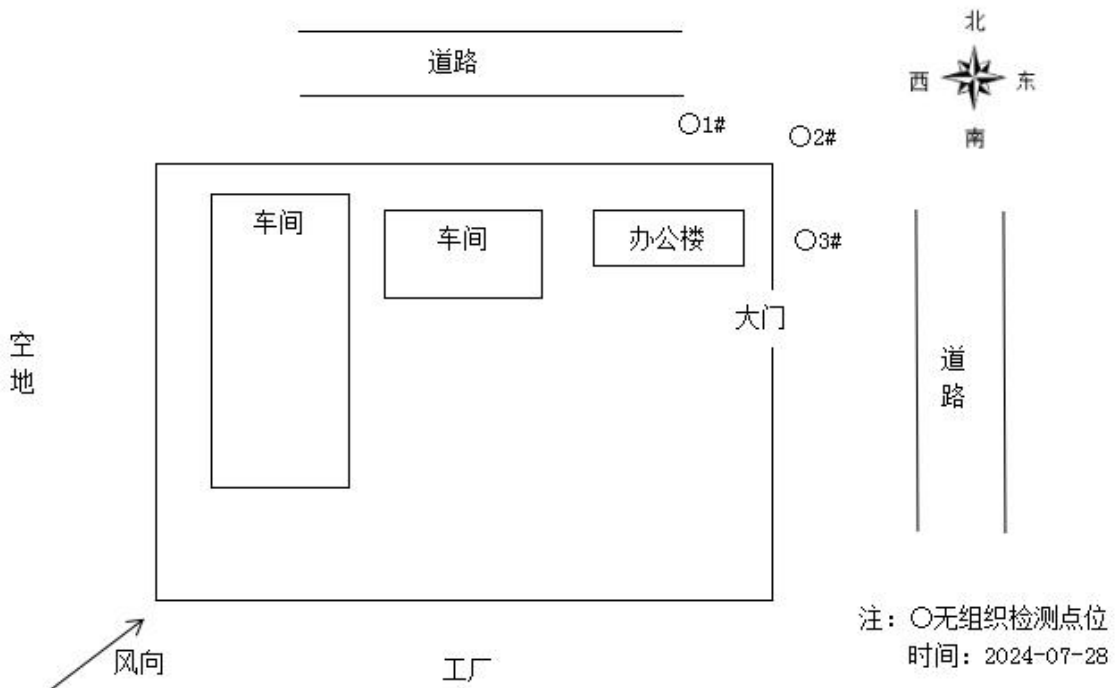 北
道路
西
东
○1#
○2#
南
车间
车间
办公楼
○3#
大门
空
地
道
路
注：○无组织检测点位
时间：2024-07-28
风向
工厂